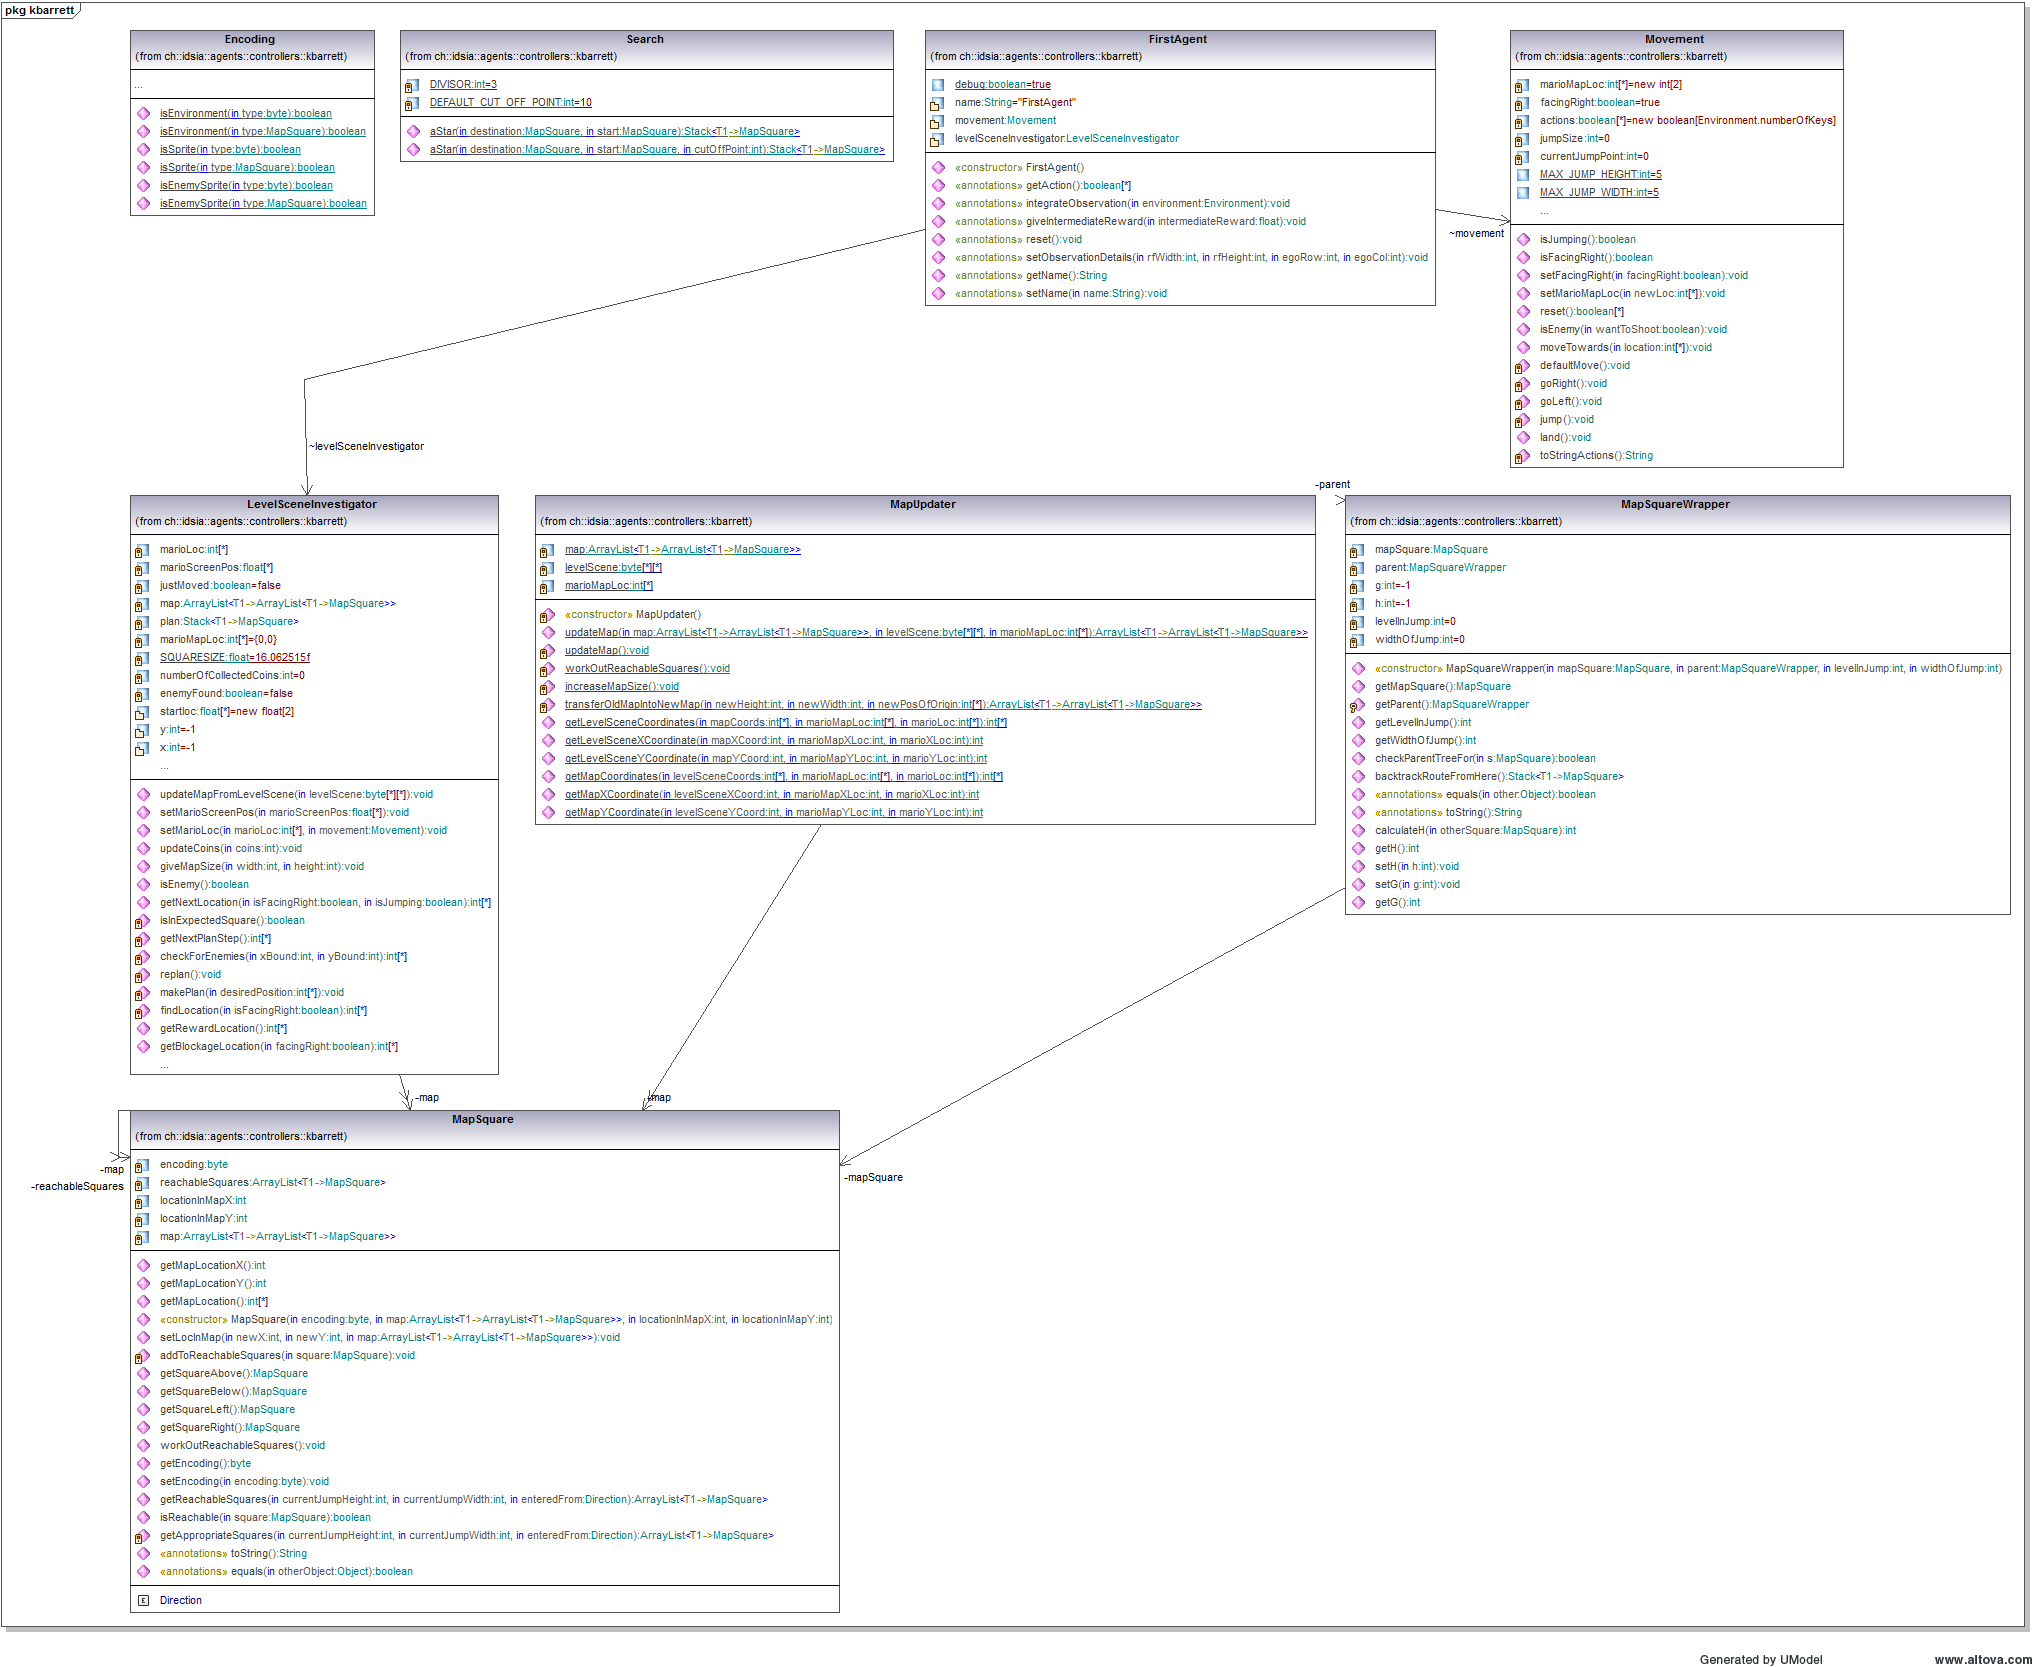 pkg kbarrett
Encoding
(from ch::idsia::agents::controllers::kbarrett)
...
isEnvironment(in type:byte):boolean
isEnvironment(in type:MapSquare):boolean
isSprite(in type:byte):boolean
isSprite(in type:MapSquare):boolean
isEnemySprite(in type:byte):boolean
isEnemySprite(in type:MapSquare):boolean
Search
(from ch::idsia::agents::controllers::kbarrett)
DIVISOR:int=3
DEFAULT_CUT_OFF_POINT:int=10
aStar(in destination:MapSquare, in start:MapSquare):Stack<T1->MapSquare>
aStar(in destination:MapSquare, in start:MapSquare, in cutOffPoint:int):Stack<T1->MapSquare>
FirstAgent
(from ch::idsia::agents::controllers::kbarrett)
debug:boolean=true
name:String="FirstAgent"
movement:Movement
levelSceneInvestigator:LevelSceneInvestigator
«constructor» FirstAgent()
«annotations» getAction():boolean[*]
«annotations» integrateObservation(in environment:Environment):void
«annotations» giveIntermediateReward(in intermediateReward:float):void
«annotations» reset():void
«annotations» setObservationDetails(in rfWidth:int, in rfHeight:int, in egoRow:int, in egoCol:int):void
«annotations» getName():String
«annotations» setName(in name:String):void
Movement
(from ch::idsia::agents::controllers::kbarrett)
marioMapLoc:int[*]=new int[2]
facingRight:boolean=true
actions:boolean[*]=new boolean[Environment.numberOfKeys]
jumpSize:int=0
currentJumpPoint:int=0
MAX_JUMP_HEIGHT:int=5
MAX_JUMP_WIDTH:int=5
...
isJumping():boolean
isFacingRight():boolean
setFacingRight(in facingRight:boolean):void
setMarioMapLoc(in newLoc:int[*]):void
reset():boolean[*]
isEnemy(in wantToShoot:boolean):void
moveTowards(in location:int[*]):void
defaultMove():void
goRight():void
goLeft():void
jump():void
land():void
toStringActions():String
~movement
~levelSceneInvestigator
LevelSceneInvestigator
(from ch::idsia::agents::controllers::kbarrett)
marioLoc:int[*]
marioScreenPos:float[*]
justMoved:boolean=false
map:ArrayList<T1->ArrayList<T1->MapSquare>>
plan:Stack<T1->MapSquare>
marioMapLoc:int[*]={0,0}
SQUARESIZE:float=16.062515f
numberOfCollectedCoins:int=0
enemyFound:boolean=false
startloc:float[*]=new float[2]
y:int=-1
x:int=-1
...
updateMapFromLevelScene(in levelScene:byte[*][*]):void
setMarioScreenPos(in marioScreenPos:float[*]):void
setMarioLoc(in marioLoc:int[*], in movement:Movement):void
updateCoins(in coins:int):void
giveMapSize(in width:int, in height:int):void
isEnemy():boolean
getNextLocation(in isFacingRight:boolean, in isJumping:boolean):int[*]
isInExpectedSquare():boolean
getNextPlanStep():int[*]
checkForEnemies(in xBound:int, in yBound:int):int[*]
replan():void
makePlan(in desiredPosition:int[*]):void
findLocation(in isFacingRight:boolean):int[*]
getRewardLocation():int[*]
getBlockageLocation(in facingRight:boolean):int[*]
...
MapUpdater
(from ch::idsia::agents::controllers::kbarrett)
map:ArrayList<T1->ArrayList<T1->MapSquare>>
levelScene:byte[*][*]
marioMapLoc:int[*]
«constructor» MapUpdater()
updateMap(in map:ArrayList<T1->ArrayList<T1->MapSquare>>, in levelScene:byte[*][*], in marioMapLoc:int[*]):ArrayList<T1->ArrayList<T1->MapSquare>>
updateMap():void
workOutReachableSquares():void
increaseMapSize():void
transferOldMapIntoNewMap(in newHeight:int, in newWidth:int, in newPosOfOrigin:int[*]):ArrayList<T1->ArrayList<T1->MapSquare>>
getLevelSceneCoordinates(in mapCoords:int[*], in marioMapLoc:int[*], in marioLoc:int[*]):int[*]
getLevelSceneXCoordinate(in mapXCoord:int, in marioMapXLoc:int, in marioXLoc:int):int
getLevelSceneYCoordinate(in mapYCoord:int, in marioMapYLoc:int, in marioYLoc:int):int
getMapCoordinates(in levelSceneCoords:int[*], in marioMapLoc:int[*], in marioLoc:int[*]):int[*]
getMapXCoordinate(in levelSceneXCoord:int, in marioMapXLoc:int, in marioXLoc:int):int
getMapYCoordinate(in levelSceneYCoord:int, in marioMapYLoc:int, in marioYLoc:int):int
-parent
MapSquareWrapper
(from ch::idsia::agents::controllers::kbarrett)
mapSquare:MapSquare
parent:MapSquareWrapper
g:int=-1
h:int=-1
levelInJump:int=0
widthOfJump:int=0
«constructor» MapSquareWrapper(in mapSquare:MapSquare, in parent:MapSquareWrapper, in levelInJump:int, in widthOfJump:int)
getMapSquare():MapSquare
getParent():MapSquareWrapper
getLevelInJump():int
getWidthOfJump():int
checkParentTreeFor(in s:MapSquare):boolean
backtrackRouteFromHere():Stack<T1->MapSquare>
«annotations» equals(in other:Object):boolean
«annotations» toString():String
calculateH(in otherSquare:MapSquare):int
getH():int
setH(in h:int):void
setG(in g:int):void
getG():int
-map
-map
-map
-reachableSquares
-mapSquare
MapSquare
(from ch::idsia::agents::controllers::kbarrett)
encoding:byte
reachableSquares:ArrayList<T1->MapSquare>
locationInMapX:int
locationInMapY:int
map:ArrayList<T1->ArrayList<T1->MapSquare>>
getMapLocationX():int
getMapLocationY():int
getMapLocation():int[*]
«constructor» MapSquare(in encoding:byte, in map:ArrayList<T1->ArrayList<T1->MapSquare>>, in locationInMapX:int, in locationInMapY:int)
setLocInMap(in newX:int, in newY:int, in map:ArrayList<T1->ArrayList<T1->MapSquare>>):void
addToReachableSquares(in square:MapSquare):void
getSquareAbove():MapSquare
getSquareBelow():MapSquare
getSquareLeft():MapSquare
getSquareRight():MapSquare
workOutReachableSquares():void
getEncoding():byte
setEncoding(in encoding:byte):void
getReachableSquares(in currentJumpHeight:int, in currentJumpWidth:int, in enteredFrom:Direction):ArrayList<T1->MapSquare>
isReachable(in square:MapSquare):boolean
getAppropriateSquares(in currentJumpHeight:int, in currentJumpWidth:int, in enteredFrom:Direction):ArrayList<T1->MapSquare>
«annotations» toString():String
«annotations» equals(in otherObject:Object):boolean
Direction
Generated by UModel
www.altova.com